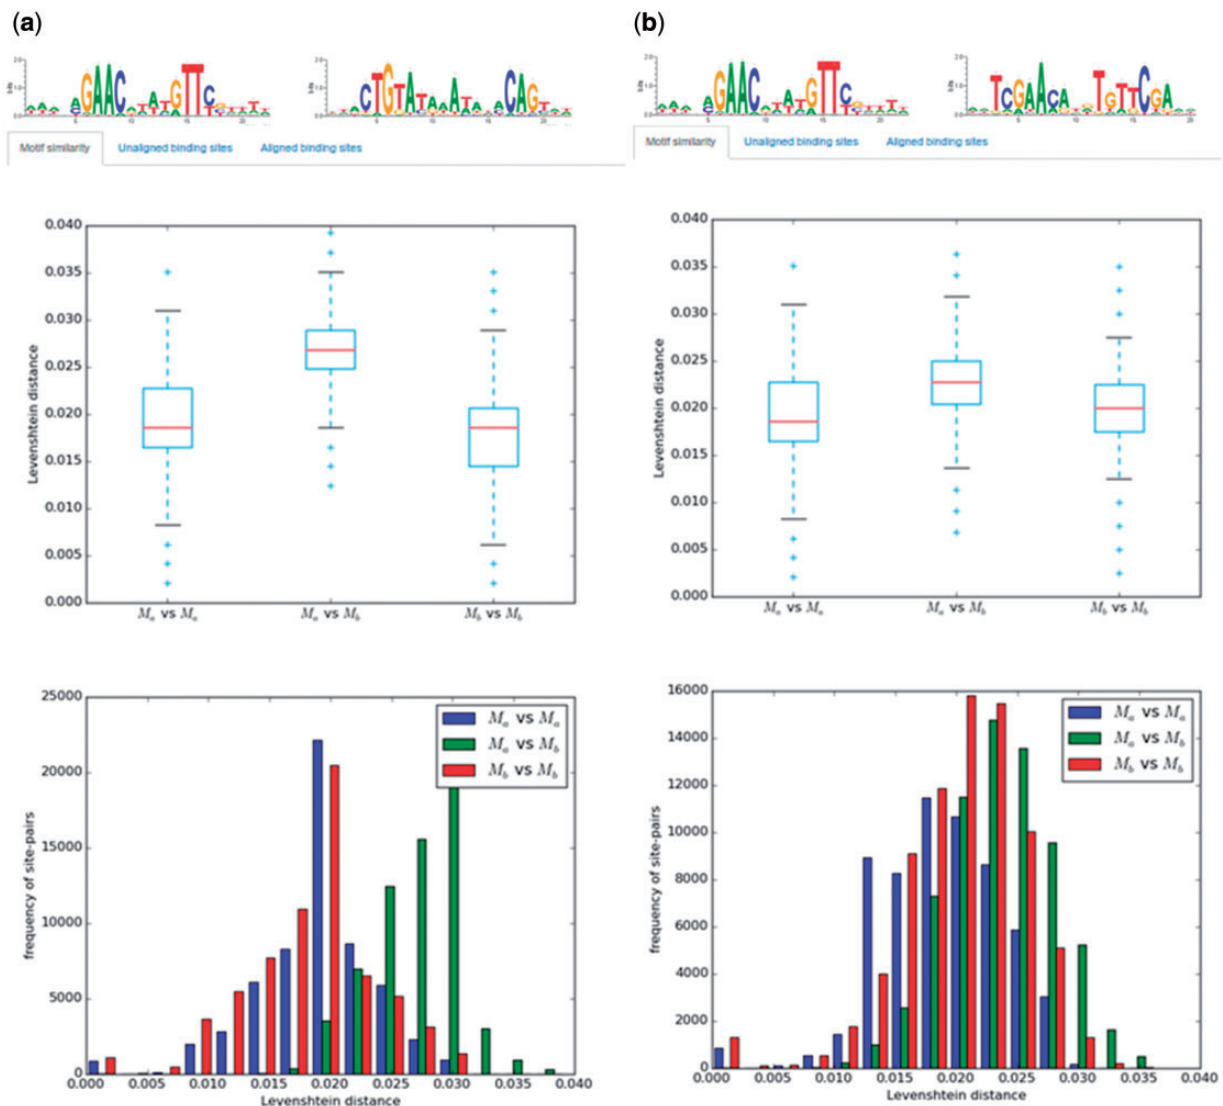 (a)
(b)
Motif similarity
Unaligned binding sites
Aligned binding sites
Motif similarity
Unaligned binding sites
Aligned binding sites
0.040
0.035
0.030
0.025
0.020
0.015
0.010
0.005
0.000
Levenshtein distance
Ma vs Ma
Ma vs Mb
Mb vs Mb
0.040
0.035
0.030
0.025
0.020
0.015
0.010
0.005
0.000
Levenshtein distance
Ma vs Ma
Ma vs Mb
Mb vs Mb
25000
20000
15000
10000
5000
0
frequency of site-pairs
Ma vs Ma
Ma vs Mb
Mb vs Mb
0.000 0.005 0.010 0.015 0.020 0.025 0.030 0.035 0.040
Levenshtein distance
16000
14000
12000
10000
8000
6000
4000
2000
0
frequency of site-pairs
Ma vs Ma
Ma vs Mb
Mb vs Mb
0.000 0.005 0.010 0.015 0.020 0.025 0.030 0.035 0.040
Levenshtein distance